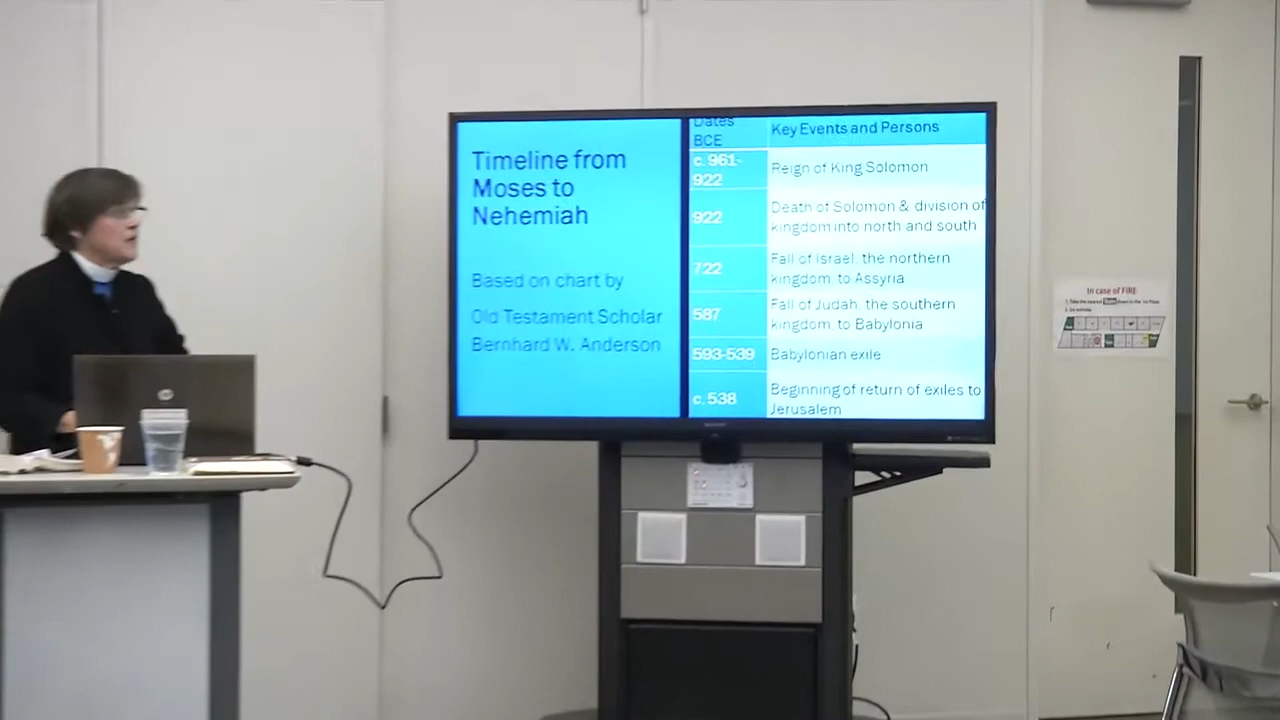 Timeline from
Moses to
Nehemiah
Based on chart by
Old Testament Scholar
Bernhard W. Anderson
Dates
BCE
Key Events and Persons
c. 961-
922
Reign of King Solomon
922
Death of Solomon & division of
kingdom into north and south
722
Fall of Israel, the northern
kingdom, to Assyria
587
Fall of Judah, the southern
kingdom, to Babylonia
593-539
Babylonian exile
c. 538
Beginning of return of exiles to
Jerusalem
hp
In case of FIRE